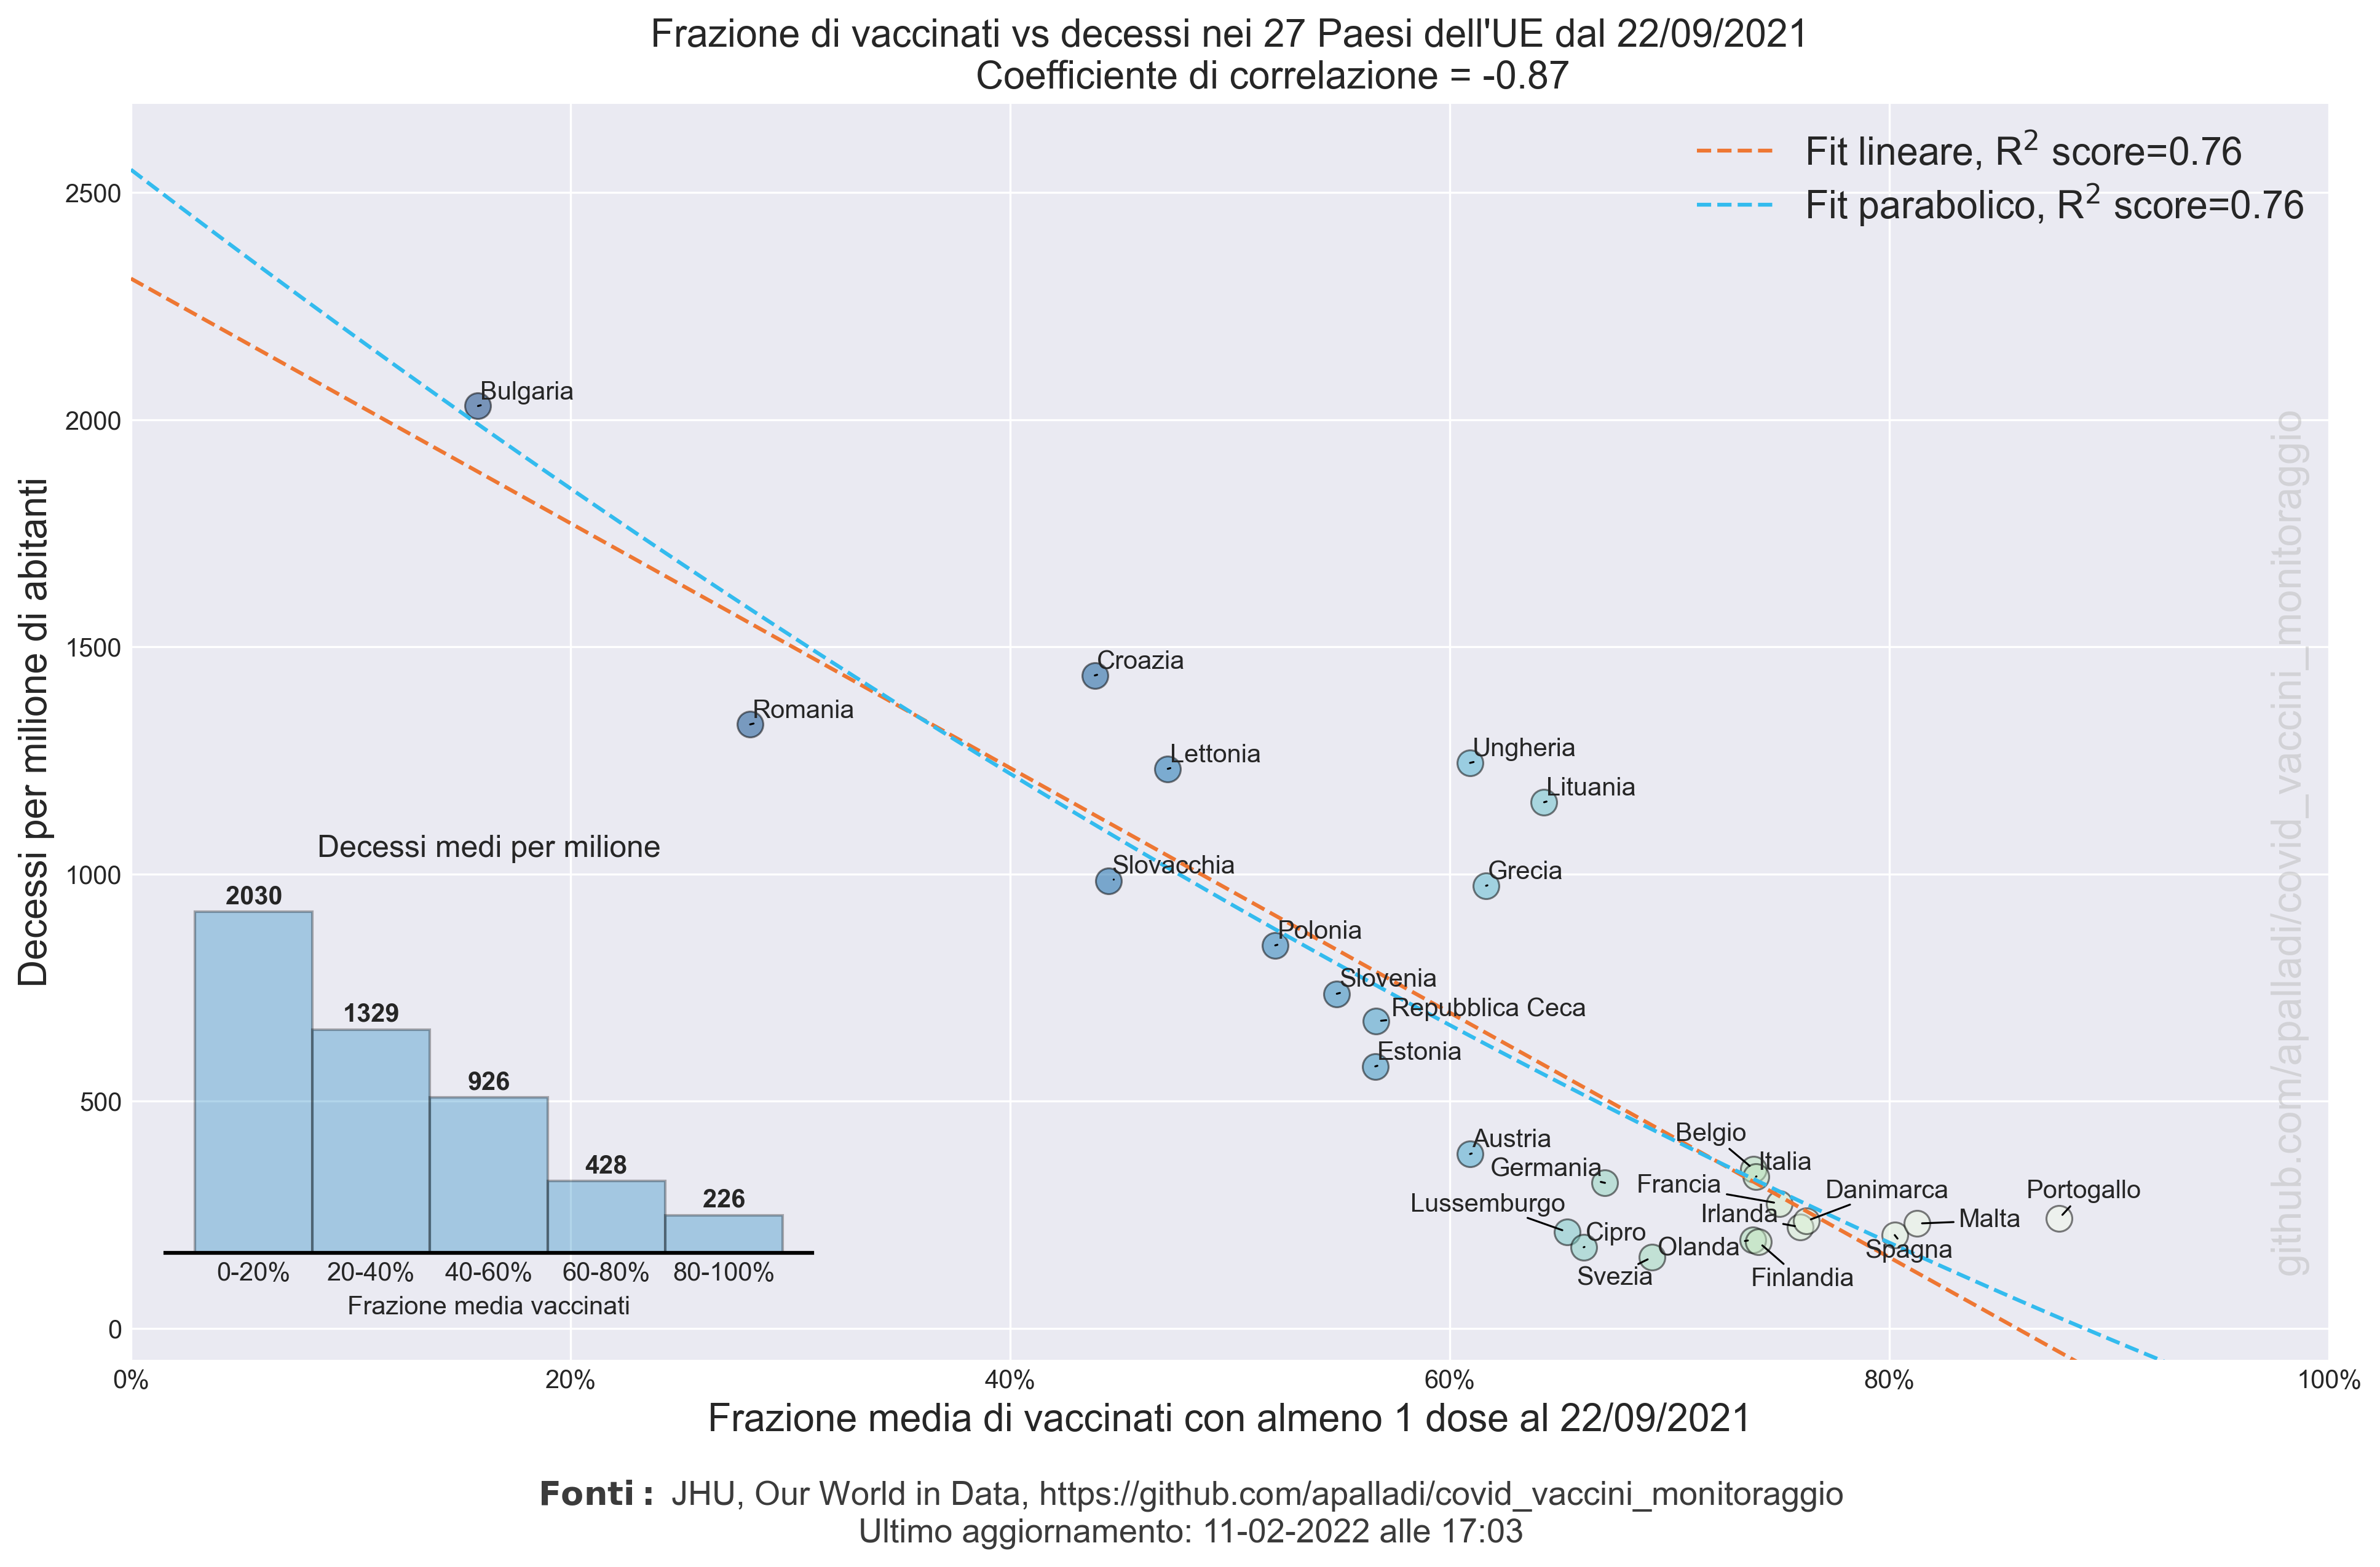 Frazione di vaccinati vs decessi nei 27 Paesi dell'UE dal 22/09/2021
Coefficiente di correlazione = -0.87
Fit lineare, R² score=0.76
Fit parabolico, R² score=0.76
Decessi per milione di abitanti
2500
2000
1500
1000
500
0
Bulgaria
Croazia
Romania
Lettonia
Ungheria
Lituania
Slovacchia
Grecia
Polonia
Slovenia
Repubblica Ceca
Estonia
Belgio
Austria
Italia
Germania
Francia
Danimarca
Portogallo
Lussemburgo
Irlanda
Malta
Cipro
Olanda
Spagna
Svezia
Finlandia
Decessi medi per milione
2030
1329
926
428
226
0-20% 20-40% 40-60% 60-80% 80-100%
Frazione media vaccinati
github.com/apalladi/covid_vaccini_monitoraggio
0% 20% 40% 60% 80% 100%
Frazione media di vaccinati con almeno 1 dose al 22/09/2021
Fonti : JHU, Our World in Data, https://github.com/apalladi/covid_vaccini_monitoraggio
Ultimo aggiornamento: 11-02-2022 alle 17:03